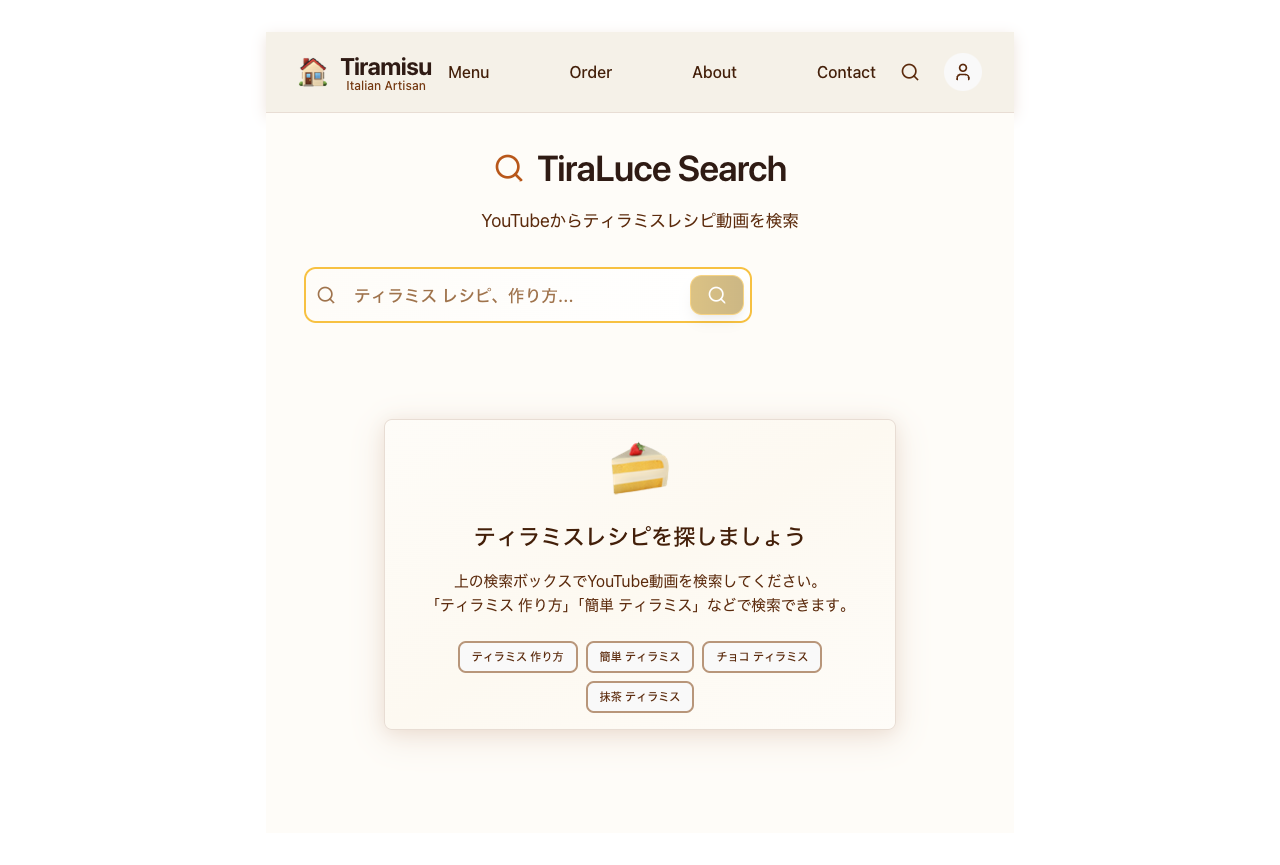 Tiramisu
Italian Artisan
Menu
Order
About
Contact
TiraLuce Search
YouTubeからティラミスレシピ動画を検索
ティラミス レシピ、作り方...
ティラミスレシピを探しましょう
上の検索ボックスでYouTube動画を検索してください。
「ティラミス 作り方」「簡単 ティラミス」などで検索できます。
ティラミス 作り方
簡単 ティラミス
チョコ ティラミス
抹茶 ティラミス